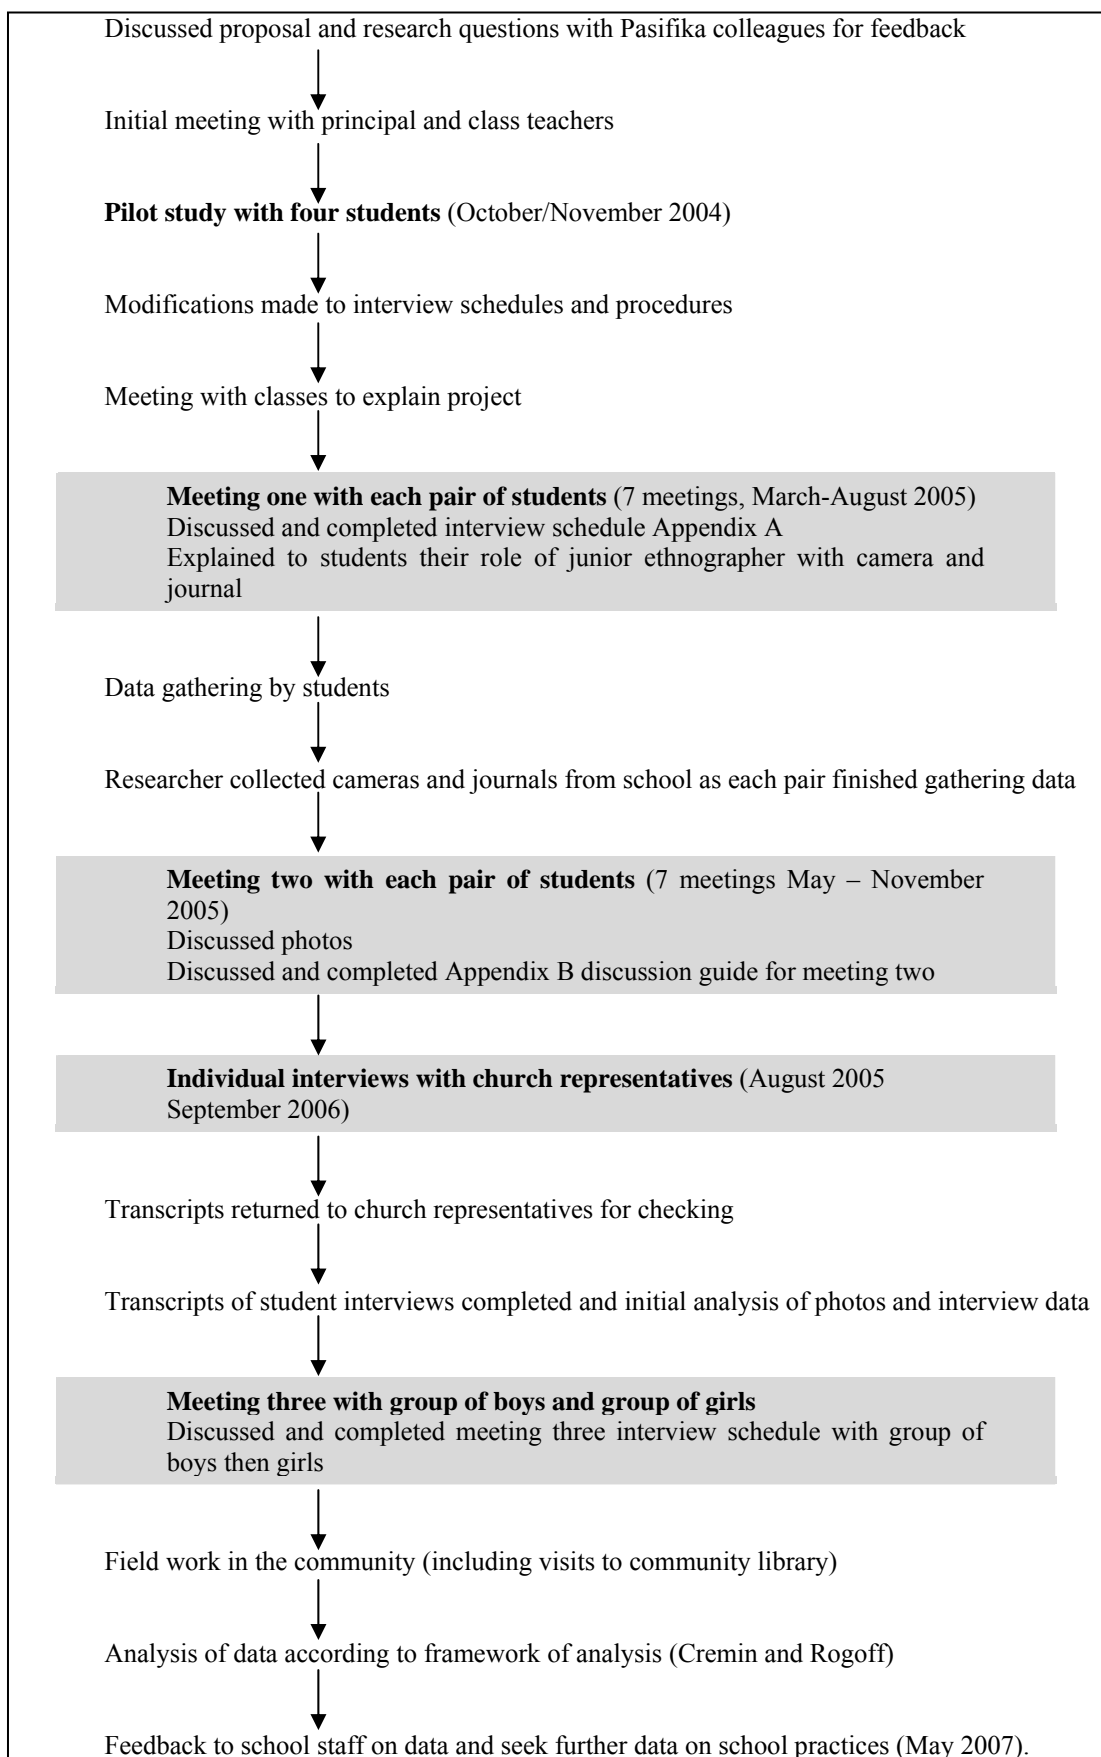 Discussed proposal and research questions with Pasifika colleagues for feedback
Initial meeting with principal and class teachers
Pilot study with four students (October/November 2004)
Modifications made to interview schedules and procedures
Meeting with classes to explain project
Meeting one with each pair of students (7 meetings, March-August 2005)
Discussed and completed interview schedule Appendix A
Explained to students their role of junior ethnographer with camera and
journal
Data gathering by students
Researcher collected cameras and journals from school as each pair finished gathering data
Meeting two with each pair of students (7 meetings May – November
2005)
Discussed photos
Discussed and completed Appendix B discussion guide for meeting two
Individual interviews with church representatives (August 2005
September 2006)
Transcripts returned to church representatives for checking
Transcripts of student interviews completed and initial analysis of photos and interview data
Meeting three with group of boys and group of girls
Discussed and completed meeting three interview schedule with group of
boys then girls
Field work in the community (including visits to community library)
Analysis of data according to framework of analysis (Cremin and Rogoff)
Feedback to school staff on data and seek further data on school practices (May 2007).